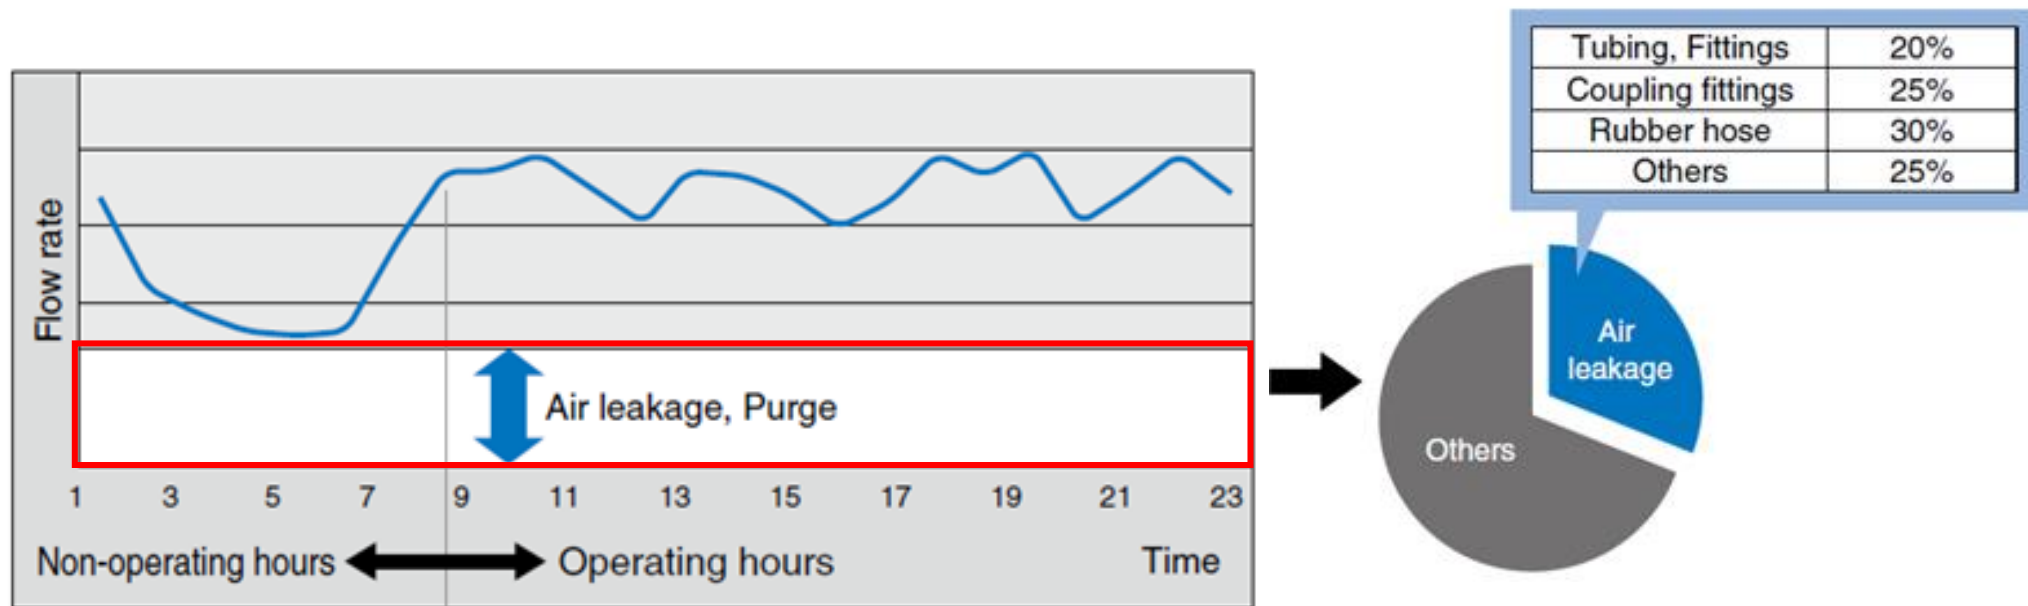 Tubing, Fittings 20%
Coupling fittings 25%
Rubber hose 30%
Others 25%
Flow rate
Air leakage, Purge
1 3 5 7 9 11 13 15 17 19 21 23
Non-operating hours Operating hours Time
Air
leakage
Others